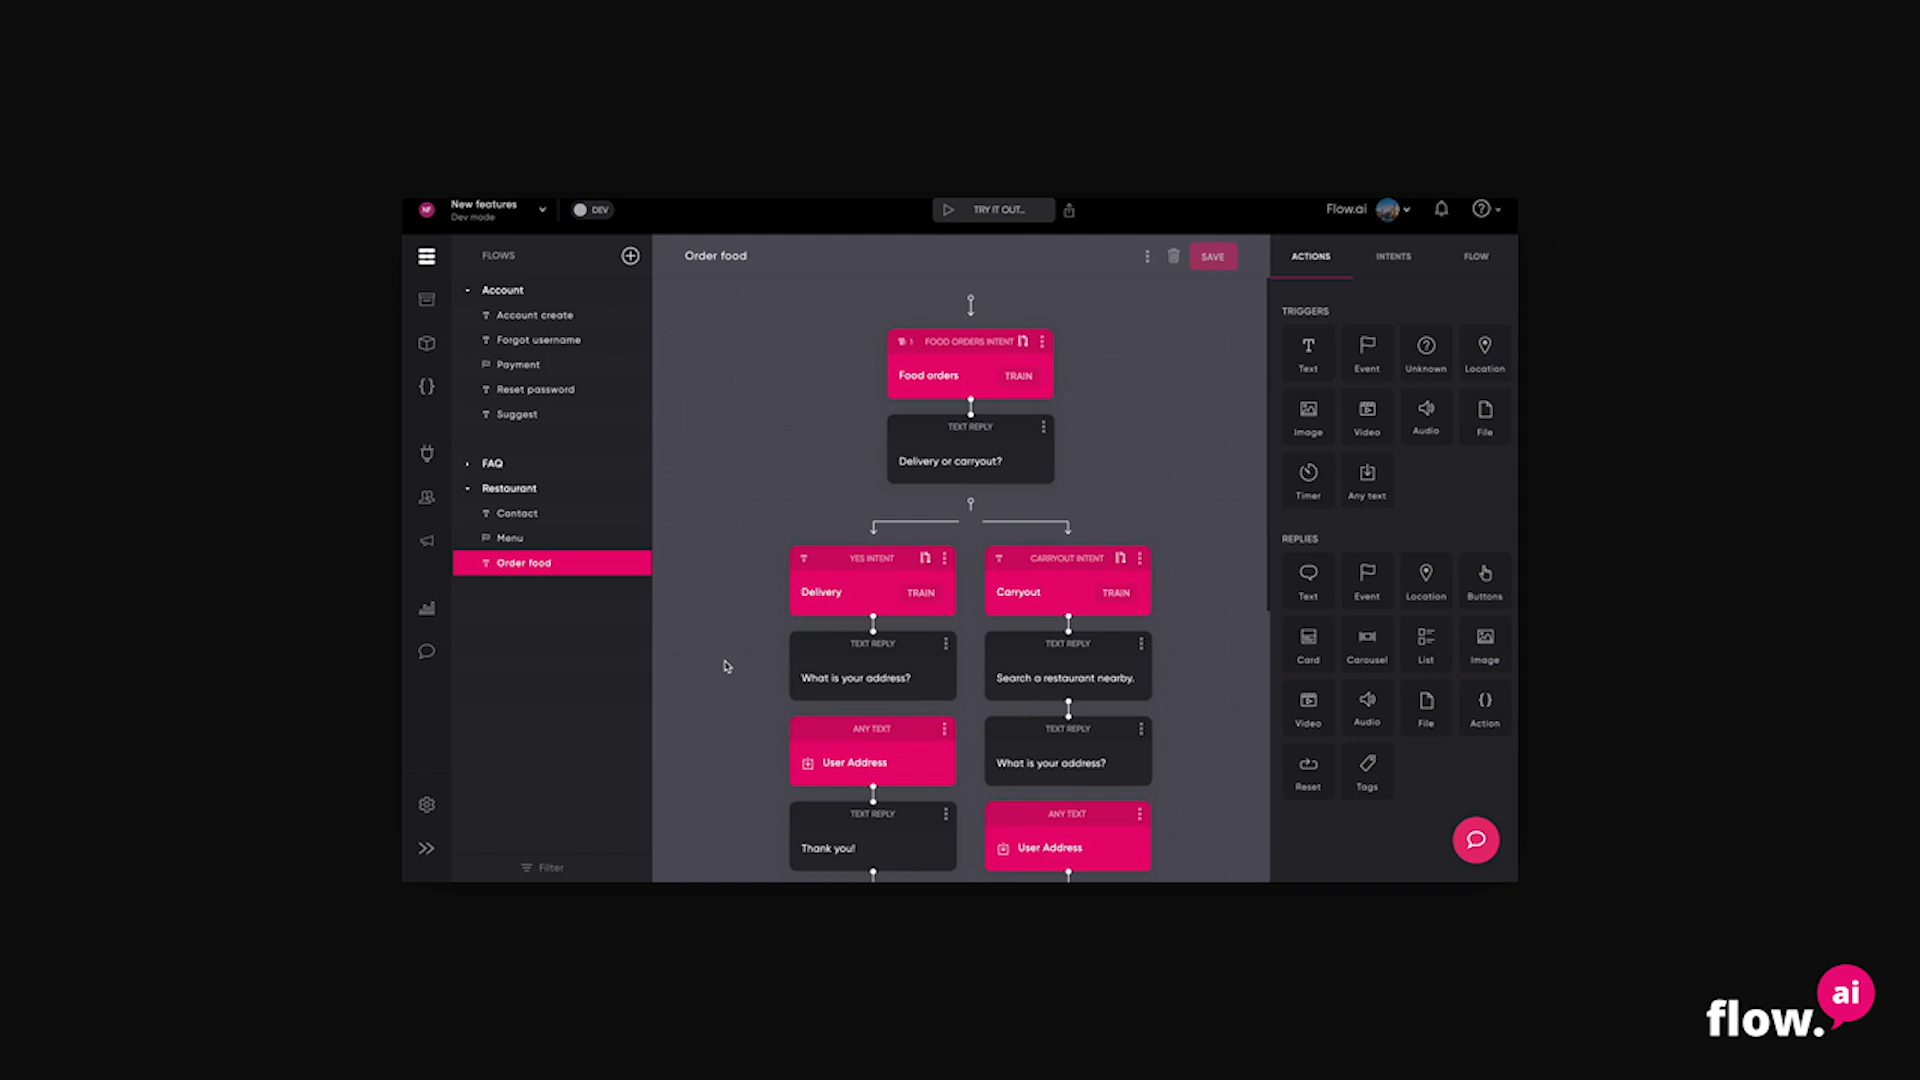 NF New features
Dev mode
DEV
TRY IT OUT...
Flow.ai
FLOWS
Account
Account create
Forgot username
Payment
Reset password
Suggest
FAQ
Restaurant
Contact
Menu
Order food
Filter
Order food
SAVE
1 FOOD ORDERS INTENT
Food orders TRAIN
TEXT REPLY
Delivery or carryout?
YES INTENT
Delivery TRAIN
TEXT REPLY
What is your address?
ANY TEXT
User Address
TEXT REPLY
Thank you!
CARRYOUT INTENT
Carryout TRAIN
TEXT REPLY
Search a restaurant nearby.
TEXT REPLY
What is your address?
ANY TEXT
User Address
ACTIONS INTENTS FLOW
TRIGGERS
Text Event Unknown Location
Image Video Audio File
Timer Any text
REPLIES
Text Event Location Buttons
Card Carousel List Image
Video Audio File Action
Reset Tags
flow.ai